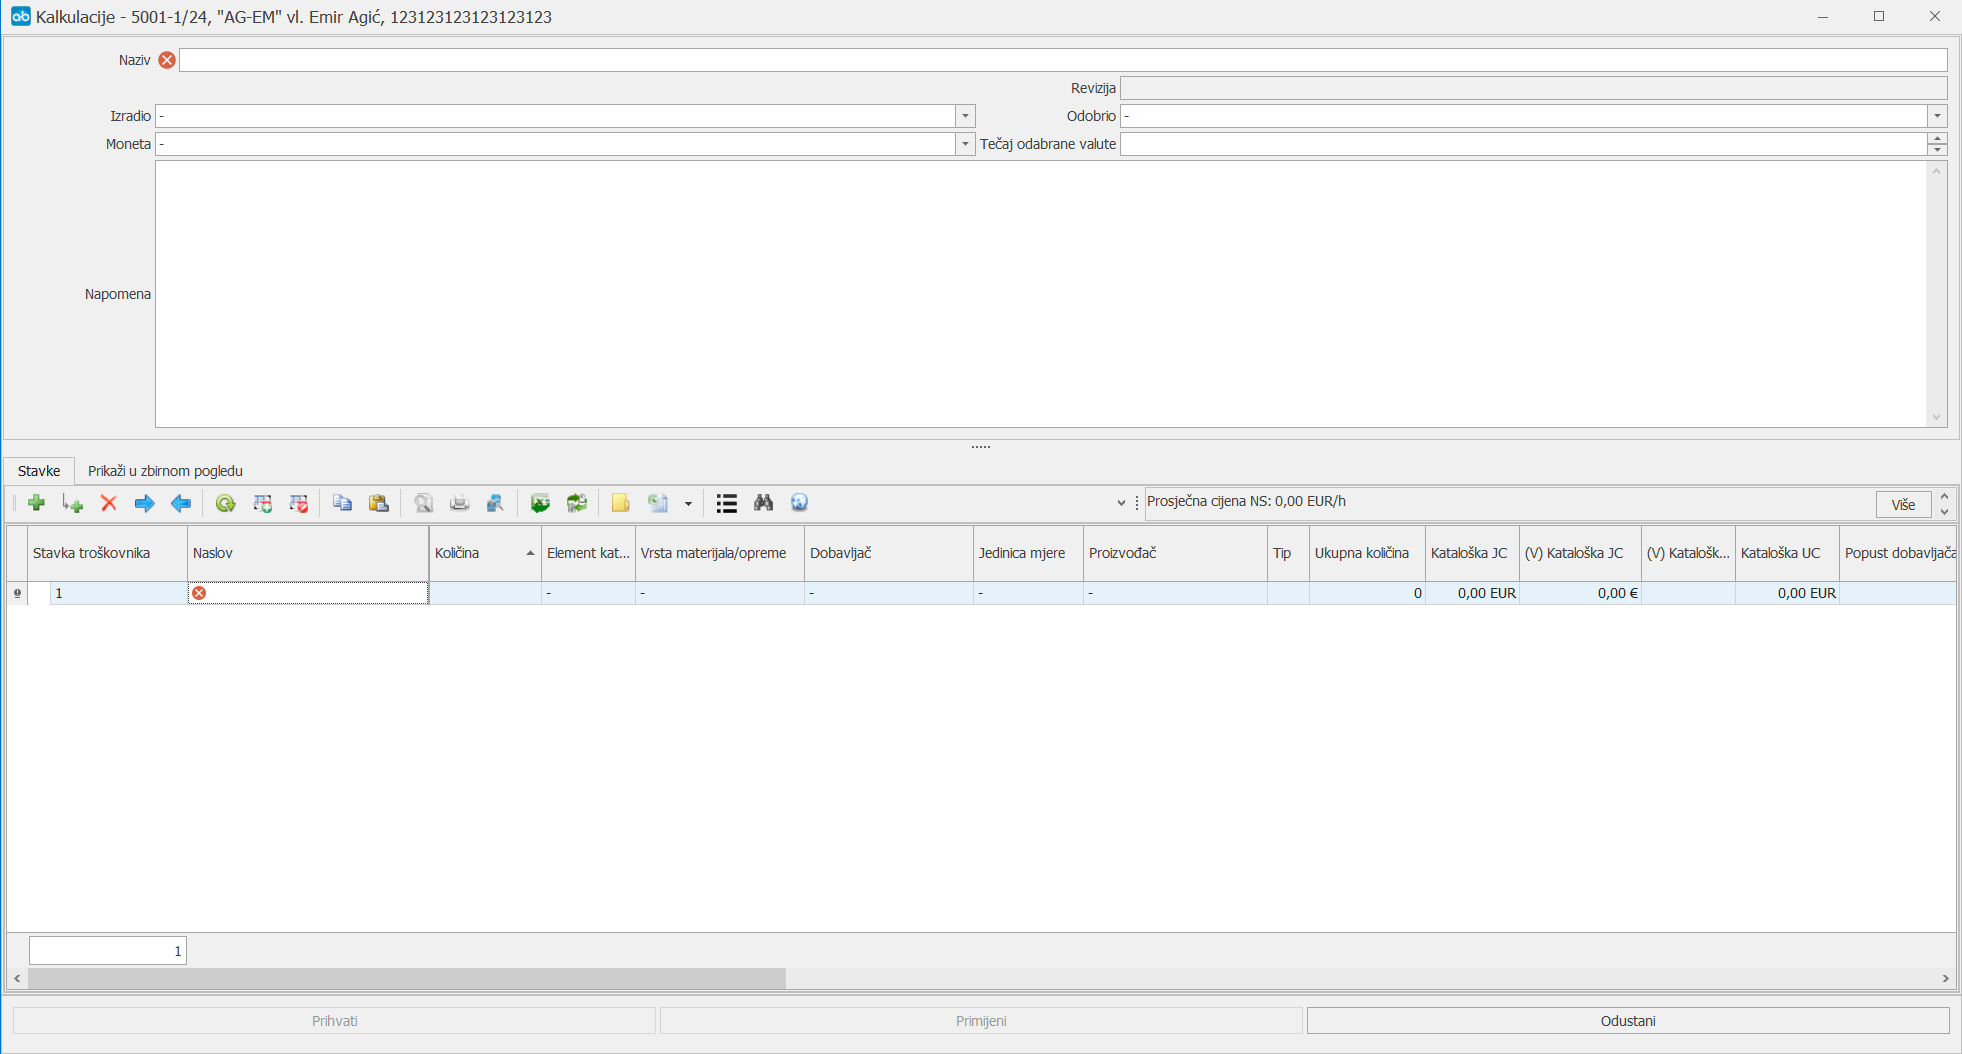 ab Kalkulacije - 5001-1/24, "AG-EM" vl. Emir Agić, 123123123123123123
Naziv
Revizija
Izradio - Odobrio -
Moneta - Tečaj odabrane valute
Napomena
Stavke Prikaži u zbirnom pogledu
Prosječna cijena NS: 0,00 EUR/h Više
Stavka troškovnika Naslov Količina Element kat... Vrsta materijala/opreme Dobavljač Jedinica mjere Proizvođač Tip Ukupna količina Kataloška JC (V) Kataloška JC (V) Katalošk... Kataloška UC Popust dobavljača
1 - - - - - 0 0,00 EUR 0,00 € 0,00 EUR
1
Prihvati Primijeni Odustani